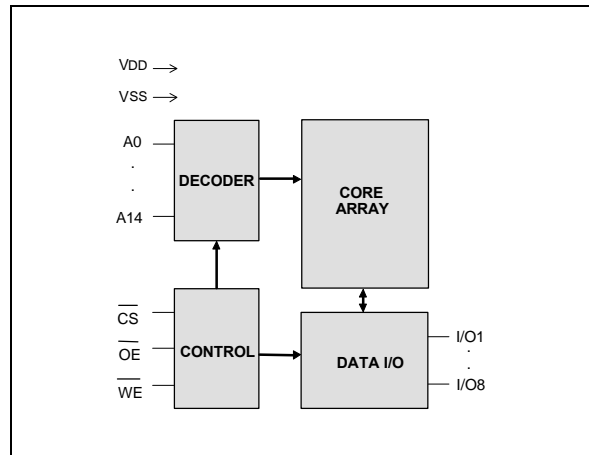 VDD
VSS
A0
.
.
A14
DECODER
CORE
ARRAY
CS
OE
WE
CONTROL
DATA I/O
I/O1
.
.
I/O8